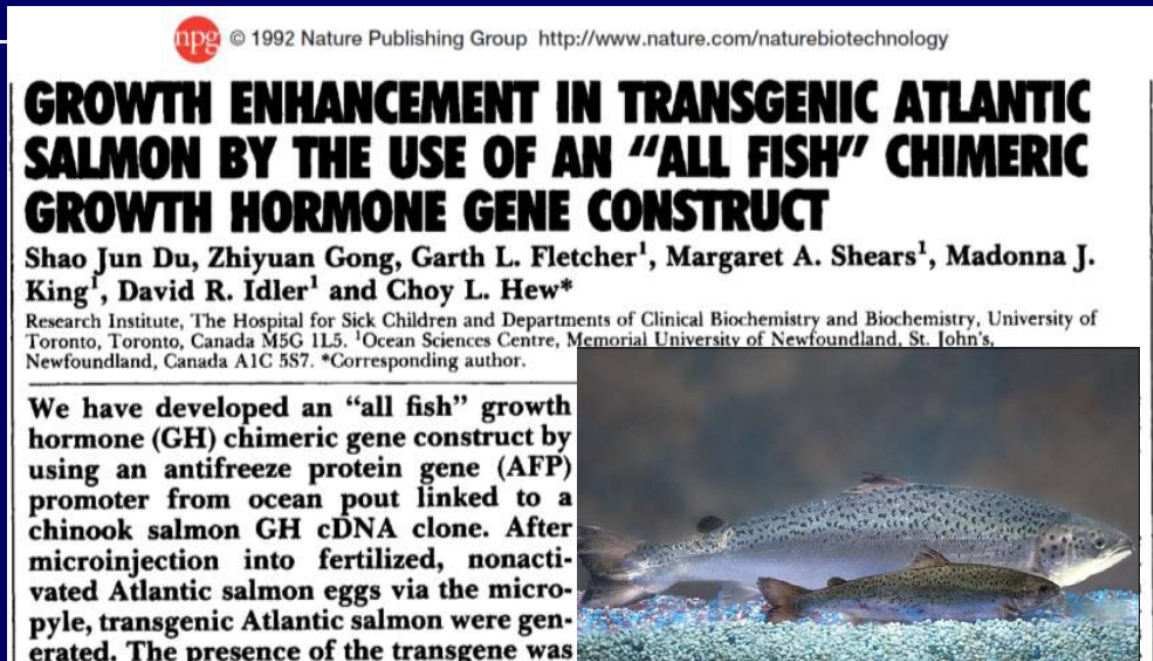 npg © 1992 Nature Publishing Group http://www.nature.com/naturebiotechnology
GROWTH ENHANCEMENT IN TRANSGENIC ATLANTIC
SALMON BY THE USE OF AN “ALL FISH” CHIMERIC
GROWTH HORMONE GENE CONSTRUCT
Shao Jun Du, Zhiyuan Gong, Garth L. Fletcher¹, Margaret A. Shears¹, Madonna J.
King¹, David R. Idler¹ and Choy L. Hew*
Research Institute, The Hospital for Sick Children and Departments of Clinical Biochemistry and Biochemistry, University of
Toronto, Toronto, Canada M5G 1L5. ¹Ocean Sciences Centre, Memorial University of Newfoundland, St. John’s,
Newfoundland, Canada A1C 5S7. *Corresponding author.
We have developed an “all fish” growth
hormone (GH) chimeric gene construct by
using an antifreeze protein gene (AFP)
promoter from ocean pout linked to a
chinook salmon GH cDNA clone. After
microinjection into fertilized, nonacti-
vated Atlantic salmon eggs via the micro-
pyle, transgenic Atlantic salmon were gen-
erated. The presence of the transgene was